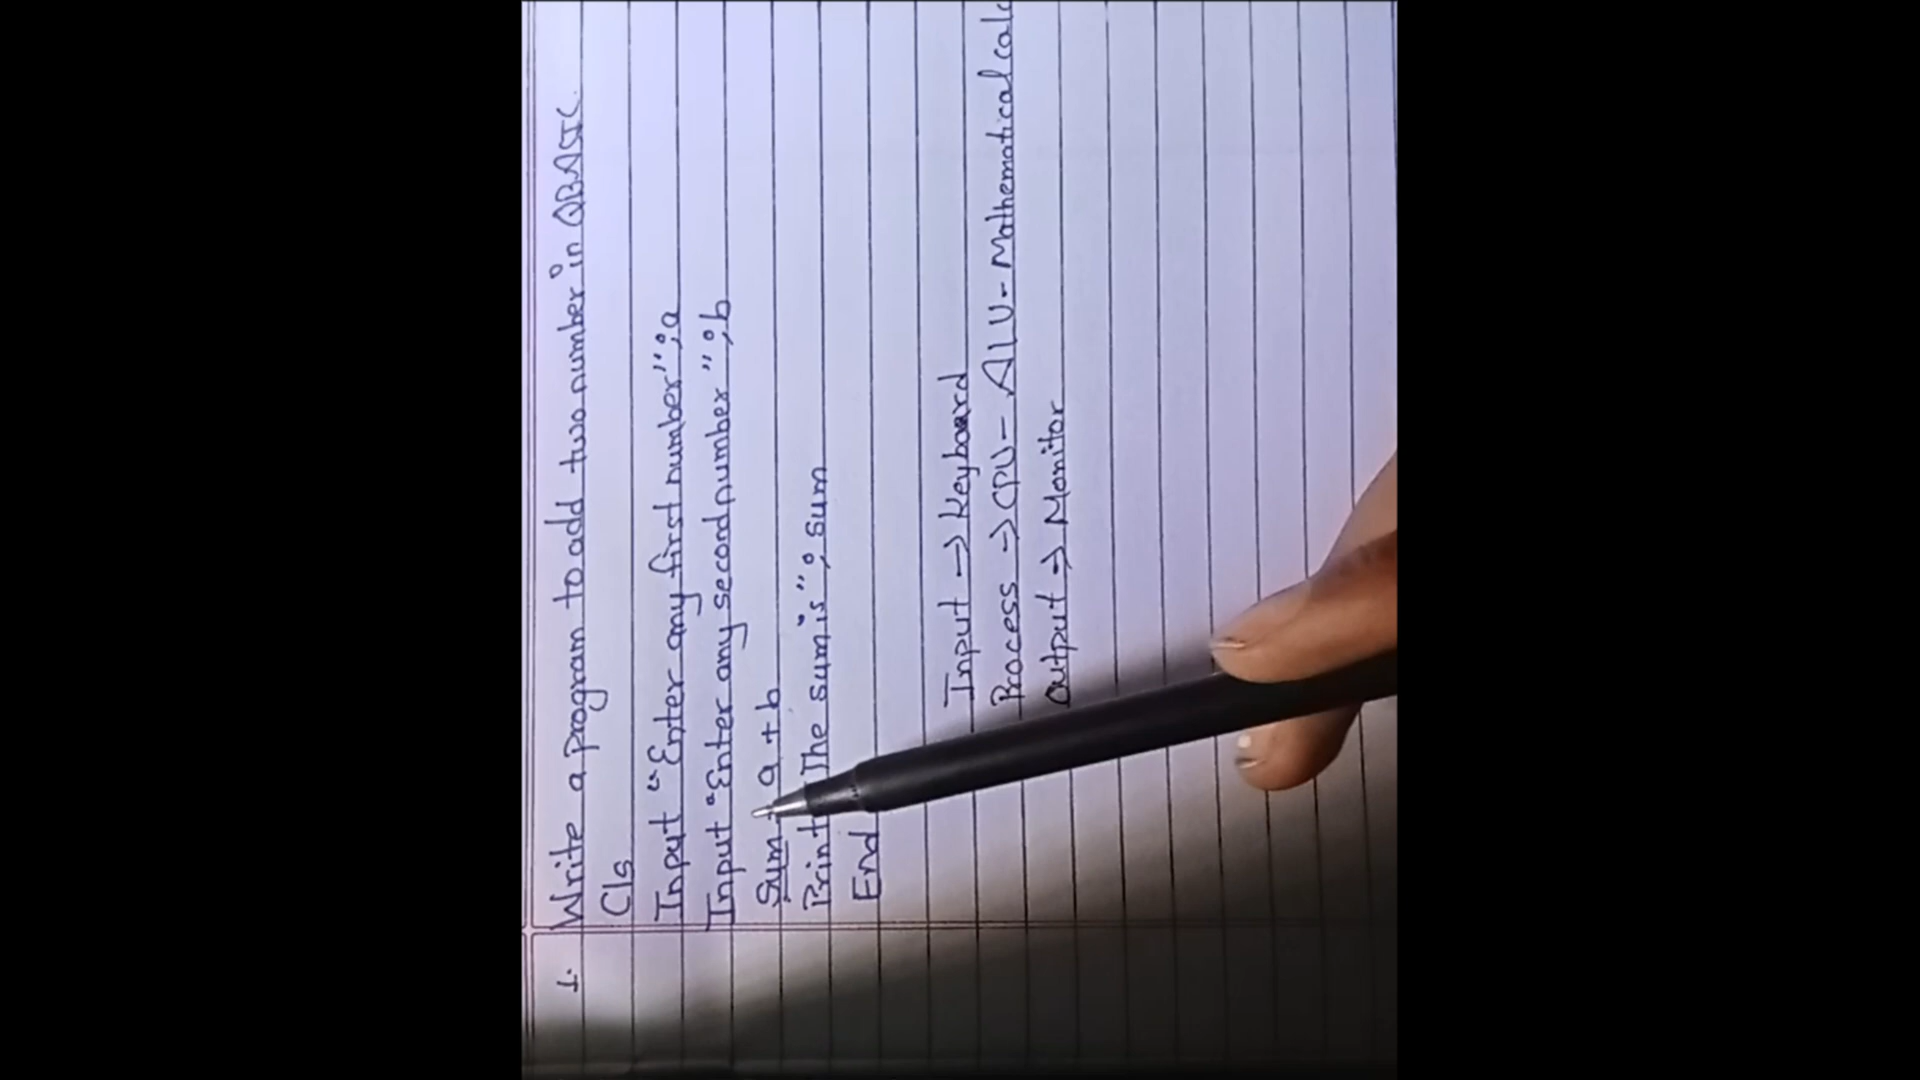 1. Write a program to add two number in QBASIC.
Cls
Input "Enter any first number"; a
Input "Enter any second number"; b
Sum = a + b
Print "The sum is"; sum
End
Input → Keyboard
Process → CPU - ALU - Mathematical calc
Output → Monitor